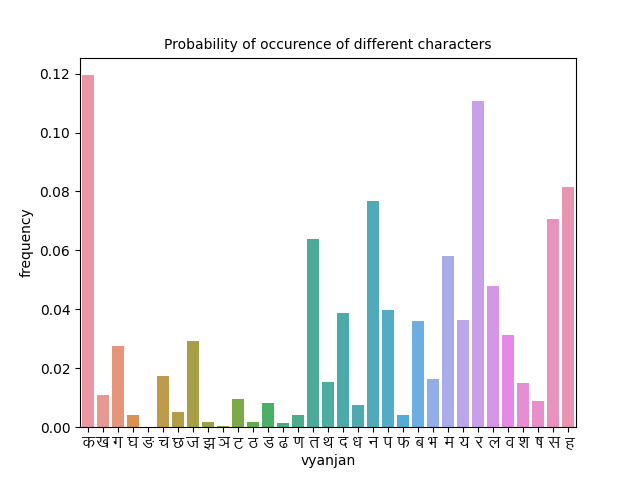 Probability of occurence of different characters
0.12
0.10
0.08
0.06
0.04
0.02
0.00
frequency
क ख ग घ ङ च छ ज झ ञ ट ठ ड ढ ण त थ द ध न प फ ब भ म य र ल व श ष स ह
vyanjan